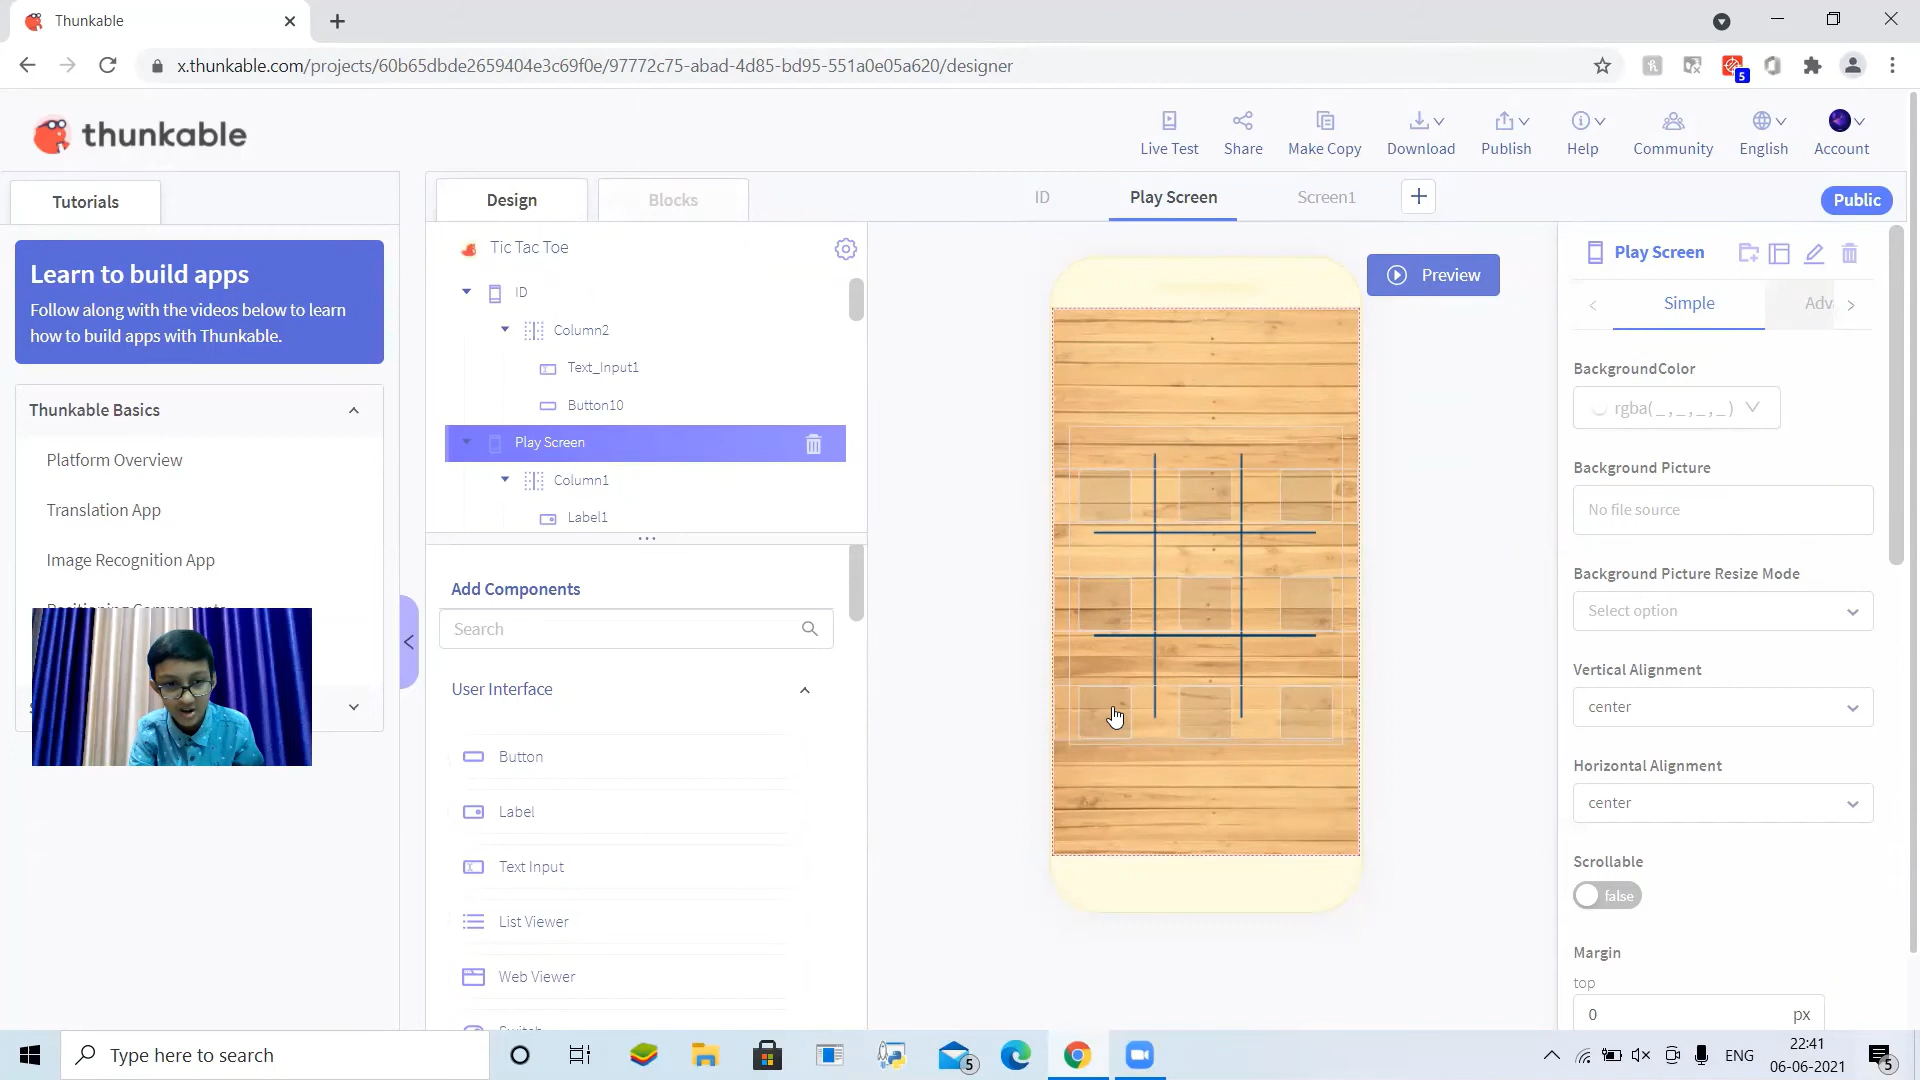 Thunkable
x.thunkable.com/projects/60b65dbde2659404e3c69f0e/97772c75-abad-4d85-bd95-551a0e05a620/designer
5
thunkable
Live Test
Share
Make Copy
Download
Publish
Help
Community
English
Account
Tutorials
Design
Blocks
ID
Play Screen
Screen1
Public
Learn to build apps
Follow along with the videos below to learn
how to build apps with Thunkable.
Thunkable Basics
Platform Overview
Translation App
Image Recognition App
Positioning Components
Tic Tac Toe
ID
Column2
Text_Input1
Button10
Play Screen
Column1
Label1
Add Components
Search
User Interface
Button
Label
Text Input
List Viewer
Web Viewer
Switch
Preview
Play Screen
Simple
Adv
BackgroundColor
rgba(_,_,_,_)
Background Picture
No file source
Background Picture Resize Mode
Select option
Vertical Alignment
center
Horizontal Alignment
center
Scrollable
false
Margin
top
0 px
Type here to search
5
ENG
22:41
06-06-2021
5